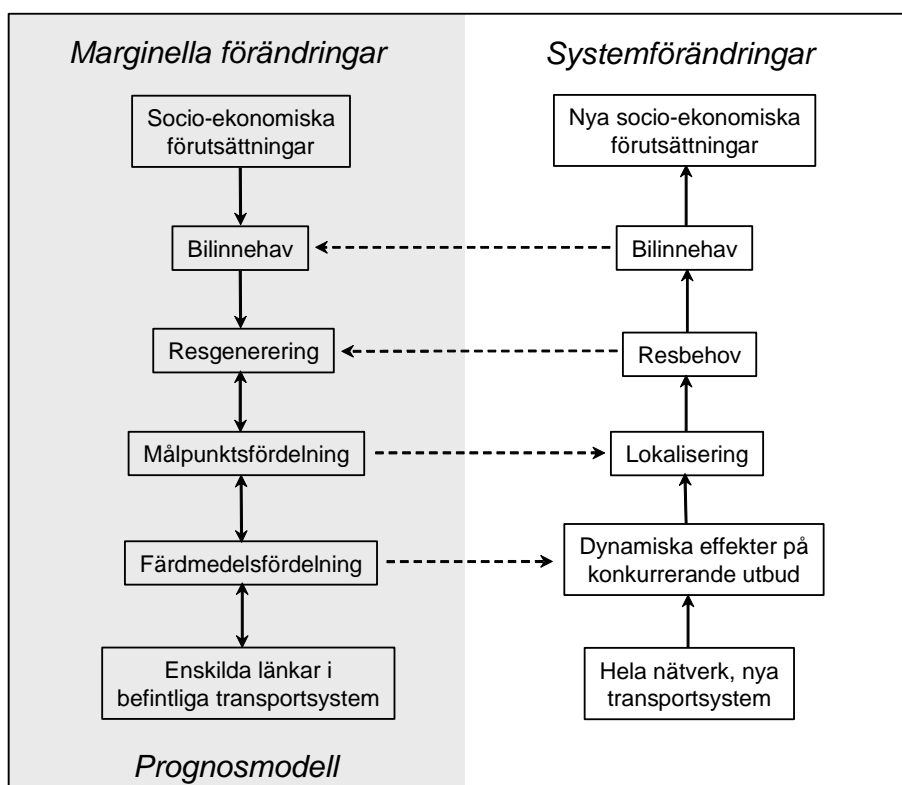 Marginella förändringar
Socio-ekonomiska
förutsättningar
Bilinnehav
Resgenerering
Målpunktsfördelning
Färdmedelsfördelning
Enskilda länkar i
befintliga transportsystem
Prognosmodell
Systemförändringar
Nya socio-ekonomiska
förutsättningar
Bilinnehav
Resbehov
Lokalisering
Dynamiska effekter på
konkurrerande utbud
Hela nätverk, nya
transportsystem